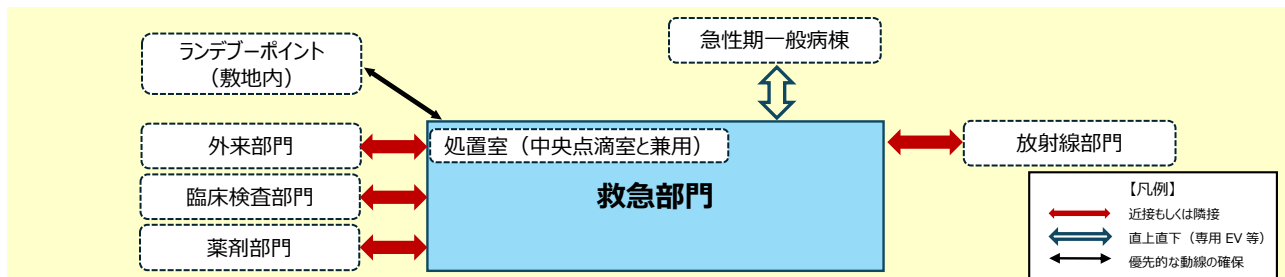 ランデブーポイント
（敷地内）
急性期一般病棟
外来部門
処置室（中央点滴室と兼用）
放射線部門
臨床検査部門
救急部門
薬剤部門
【凡例】
近接もしくは隣接
直上直下（専用 EV 等）
優先的な動線の確保